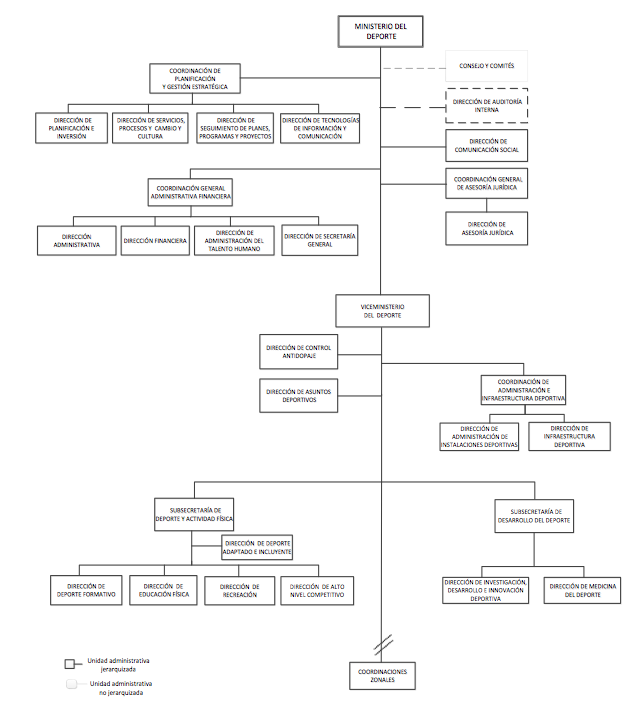 MINISTERIO DEL
DEPORTE
CONSEJO Y COMITÉS
COORDINACIÓN DE
PLANIFICACIÓN
Y GESTIÓN ESTRATÉGICA
DIRECCIÓN DE AUDITORÍA
INTERNA
DIRECCIÓN DE
PLANIFICACIÓN E
INVERSIÓN
DIRECCIÓN DE SERVICIOS,
PROCESOS Y CAMBIO Y
CULTURA
DIRECCIÓN DE
SEGUIMIENTO DE PLANES,
PROGRAMAS Y PROYECTOS
DIRECCIÓN DE TECNOLOGÍAS
DE INFORMACIÓN Y
COMUNICACIÓN
DIRECCIÓN DE
COMUNICACIÓN SOCIAL
COORDINACIÓN GENERAL
DE ASESORÍA JURÍDICA
COORDINACIÓN GENERAL
ADMINISTRATIVA FINANCIERA
DIRECCIÓN DE
ASESORÍA JURÍDICA
DIRECCIÓN
ADMINISTRATIVA
DIRECCIÓN FINANCIERA
DIRECCIÓN DE
ADMINISTRACIÓN DEL
TALENTO HUMANO
DIRECCIÓN DE SECRETARÍA
GENERAL
VICEMINISTERIO
DEL DEPORTE
DIRECCIÓN DE CONTROL
ANTIDOPAJE
DIRECCIÓN DE ASUNTOS
DEPORTIVOS
COORDINACIÓN DE
ADMINISTRACIÓN E
INFRAESTRUCTURA DEPORTIVA
DIRECCIÓN DE
ADMINISTRACIÓN DE
INSTALACIONES DEPORTIVAS
DIRECCIÓN DE
INFRAESTRUCTURA
DEPORTIVA
SUBSECRETARÍA DE
DEPORTE Y ACTIVIDAD FÍSICA
SUBSECRETARÍA DE
DESARROLLO DEL DEPORTE
DIRECCIÓN DE DEPORTE
ADAPTADO E INCLUYENTE
DIRECCIÓN DE
DEPORTE FORMATIVO
DIRECCIÓN DE
EDUCACIÓN FÍSICA
DIRECCIÓN DE
RECREACIÓN
DIRECCIÓN DE ALTO
NIVEL COMPETITIVO
DIRECCIÓN DE INVESTIGACIÓN,
DESARROLLO E INNOVACIÓN
DEPORTIVA
DIRECCIÓN DE MEDICINA
DEL DEPORTE
COORDINACIONES
ZONALES
Unidad administrativa
jerarquizada
Unidad administrativa
no jerarquizada